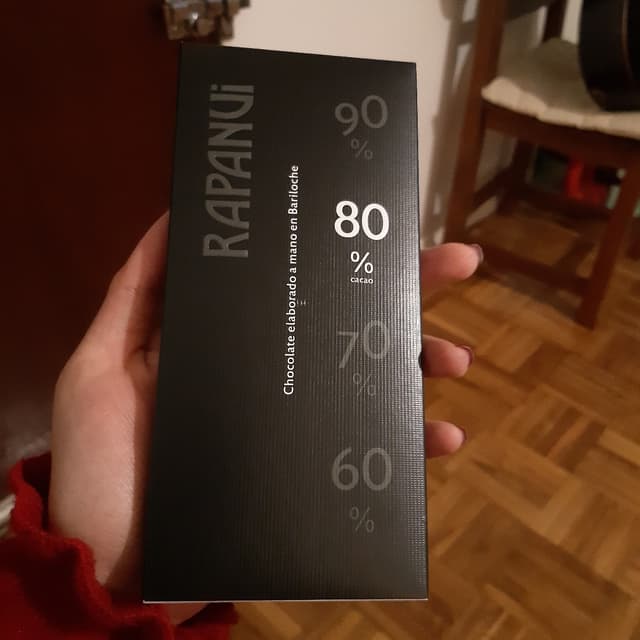 RAPANUi
Chocolate elaborado a mano en Bariloche
90
%
80
%
cacao
70
%
60
%